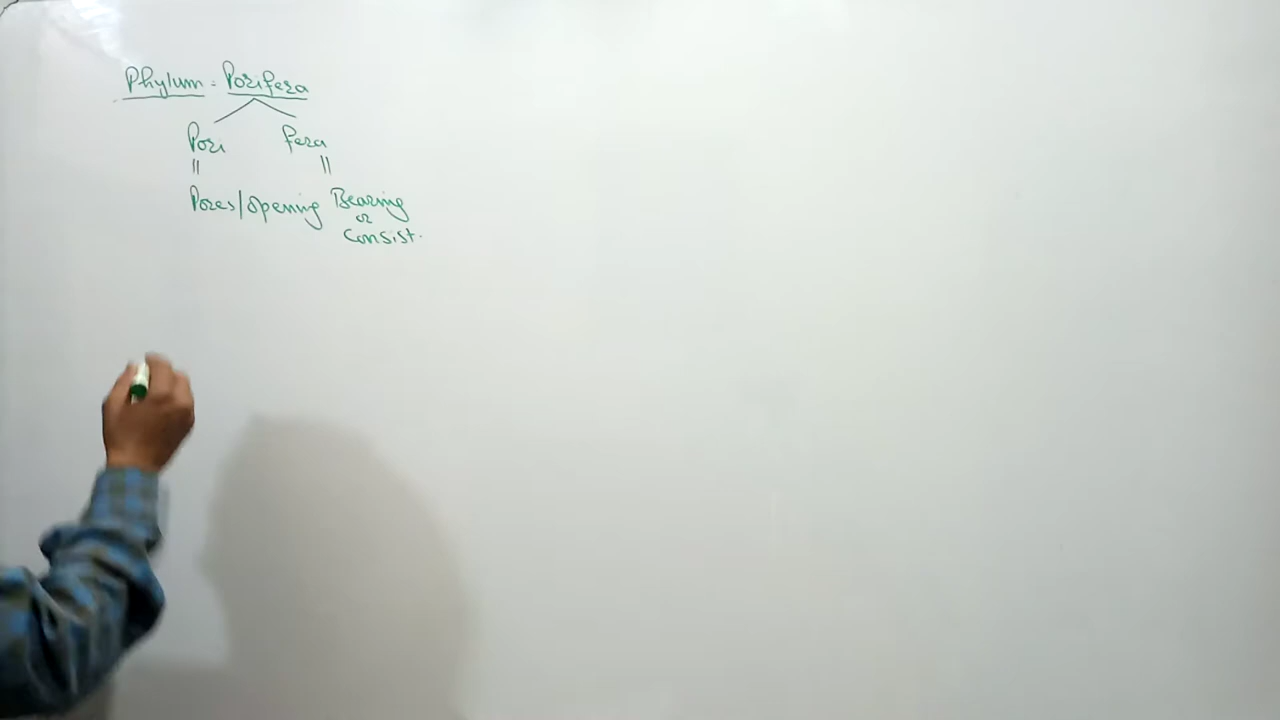 Phylum = Porifera
Pori fera
|| ||
Pores/opening Bearing
or
Consist.